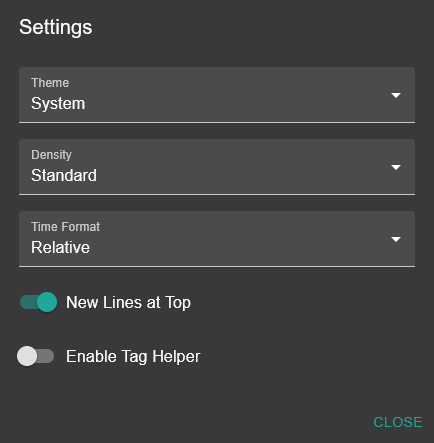 Settings
Theme
System
Density
Standard
Time Format
Relative
New Lines at Top
Enable Tag Helper
CLOSE